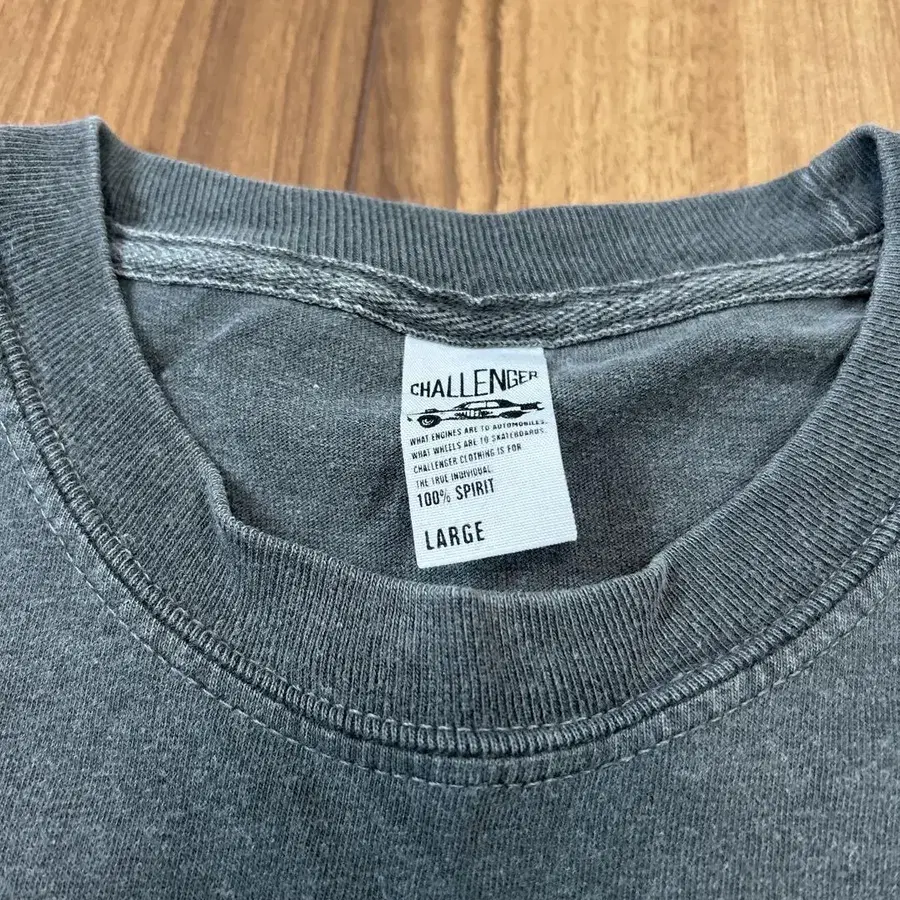 CHALLENGER
WHAT ENGINES ARE TO AUTOMOBILES.
WHAT WHEELS ARE TO SKATEBOARDS.
CHALLENGER CLOTHING IS FOR
THE TRUE INDIVIDUAL
100% SPIRIT
LARGE